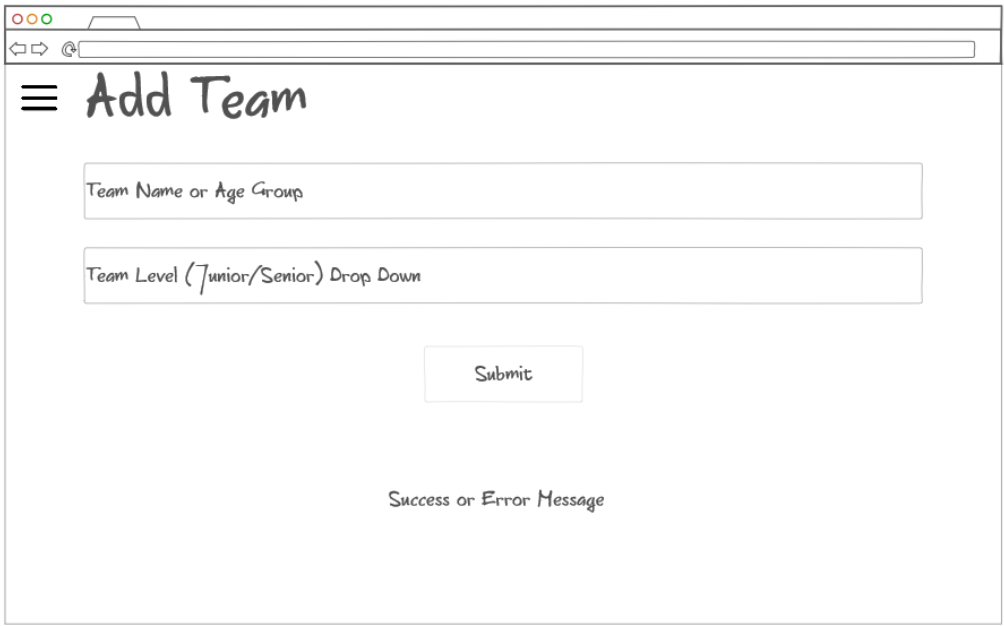 Add Team
Team Name or Age Group
Team Level (Junior/Senior) Drop Down
Submit
Success or Error Message